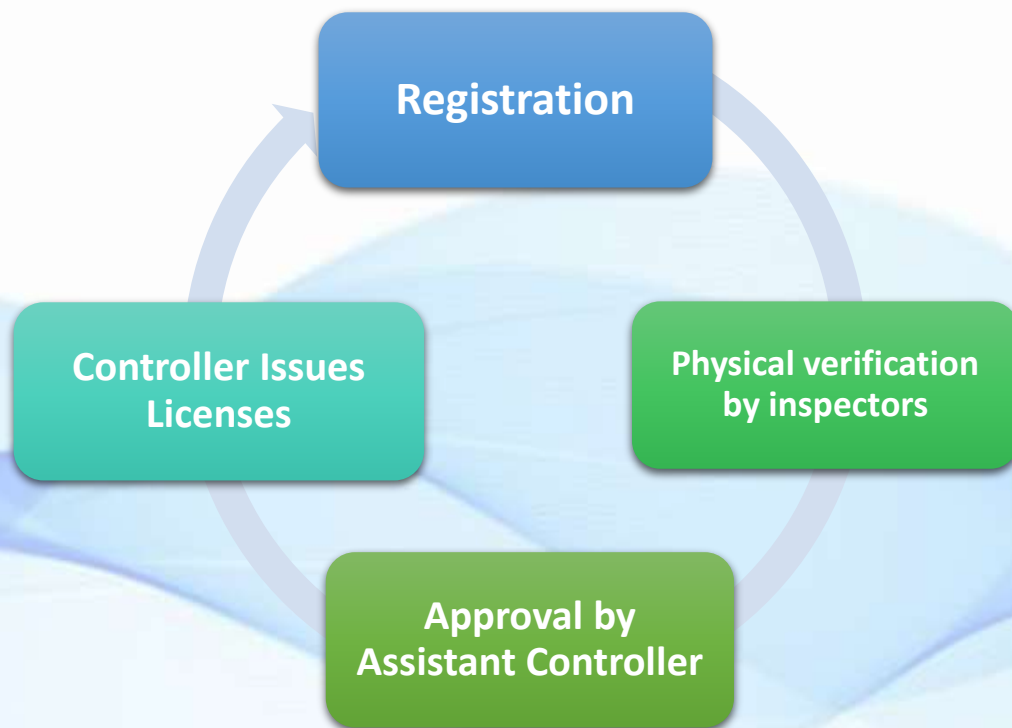 Registration
Physical verification
by inspectors
Approval by
Assistant Controller
Controller Issues
Licenses